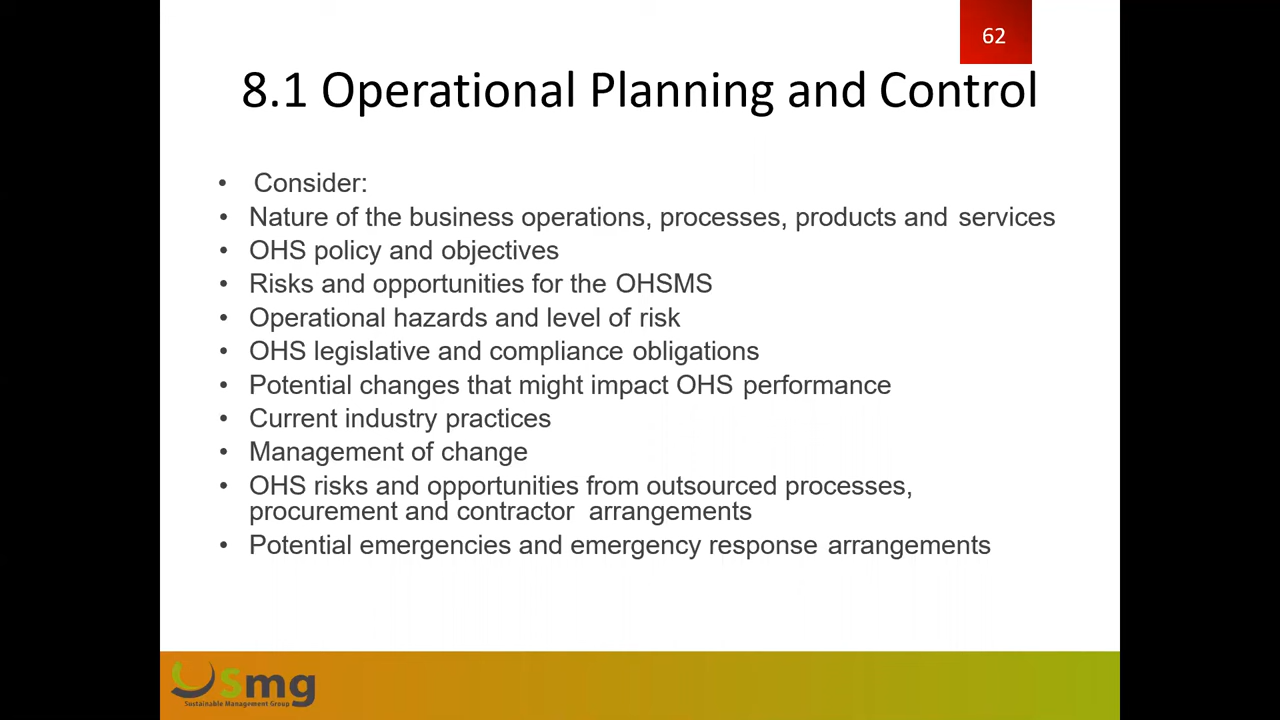 62
8.1 Operational Planning and Control
• Consider:
• Nature of the business operations, processes, products and services
• OHS policy and objectives
• Risks and opportunities for the OHSMS
• Operational hazards and level of risk
• OHS legislative and compliance obligations
• Potential changes that might impact OHS performance
• Current industry practices
• Management of change
• OHS risks and opportunities from outsourced processes,
procurement and contractor arrangements
• Potential emergencies and emergency response arrangements
Smg
Sustainable Management Group